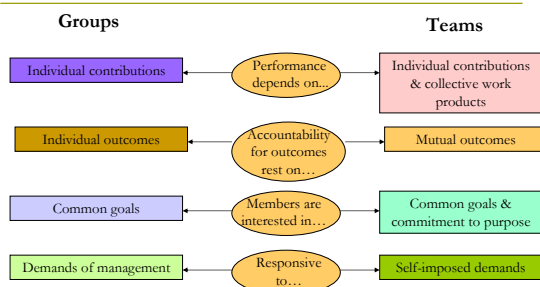 Groups
Teams
Individual contributions
Performance
depends on...
Individual contributions
& collective work
products
Individual outcomes
Accountability
for outcomes
rest on…
Mutual outcomes
Common goals
Members are
interested in…
Common goals &
commitment to purpose
Demands of management
Responsive
to…
Self-imposed demands